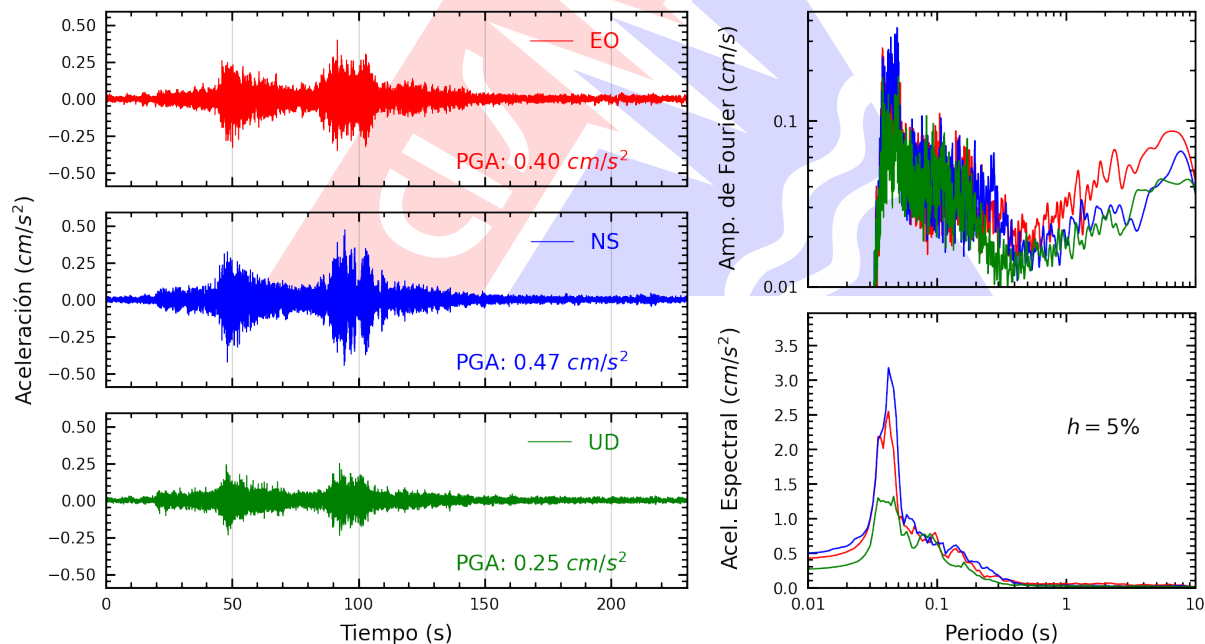 Aceleración (cm/s²)
0.50
0.25
0.00
−0.25
−0.50
EO
PGA: 0.40 cm/s²
0.50
0.25
0.00
−0.25
−0.50
NS
PGA: 0.47 cm/s²
0.50
0.25
0.00
−0.25
−0.50
UD
PGA: 0.25 cm/s²
0 50 100 150 200
Tiempo (s)
Amp. de Fourier (cm/s)
0.1
0.01
Acel. Espectral (cm/s²)
3.5
3.0
2.5
2.0
1.5
1.0
0.5
0.0
h = 5%
0.01 0.1 1 10
Periodo (s)